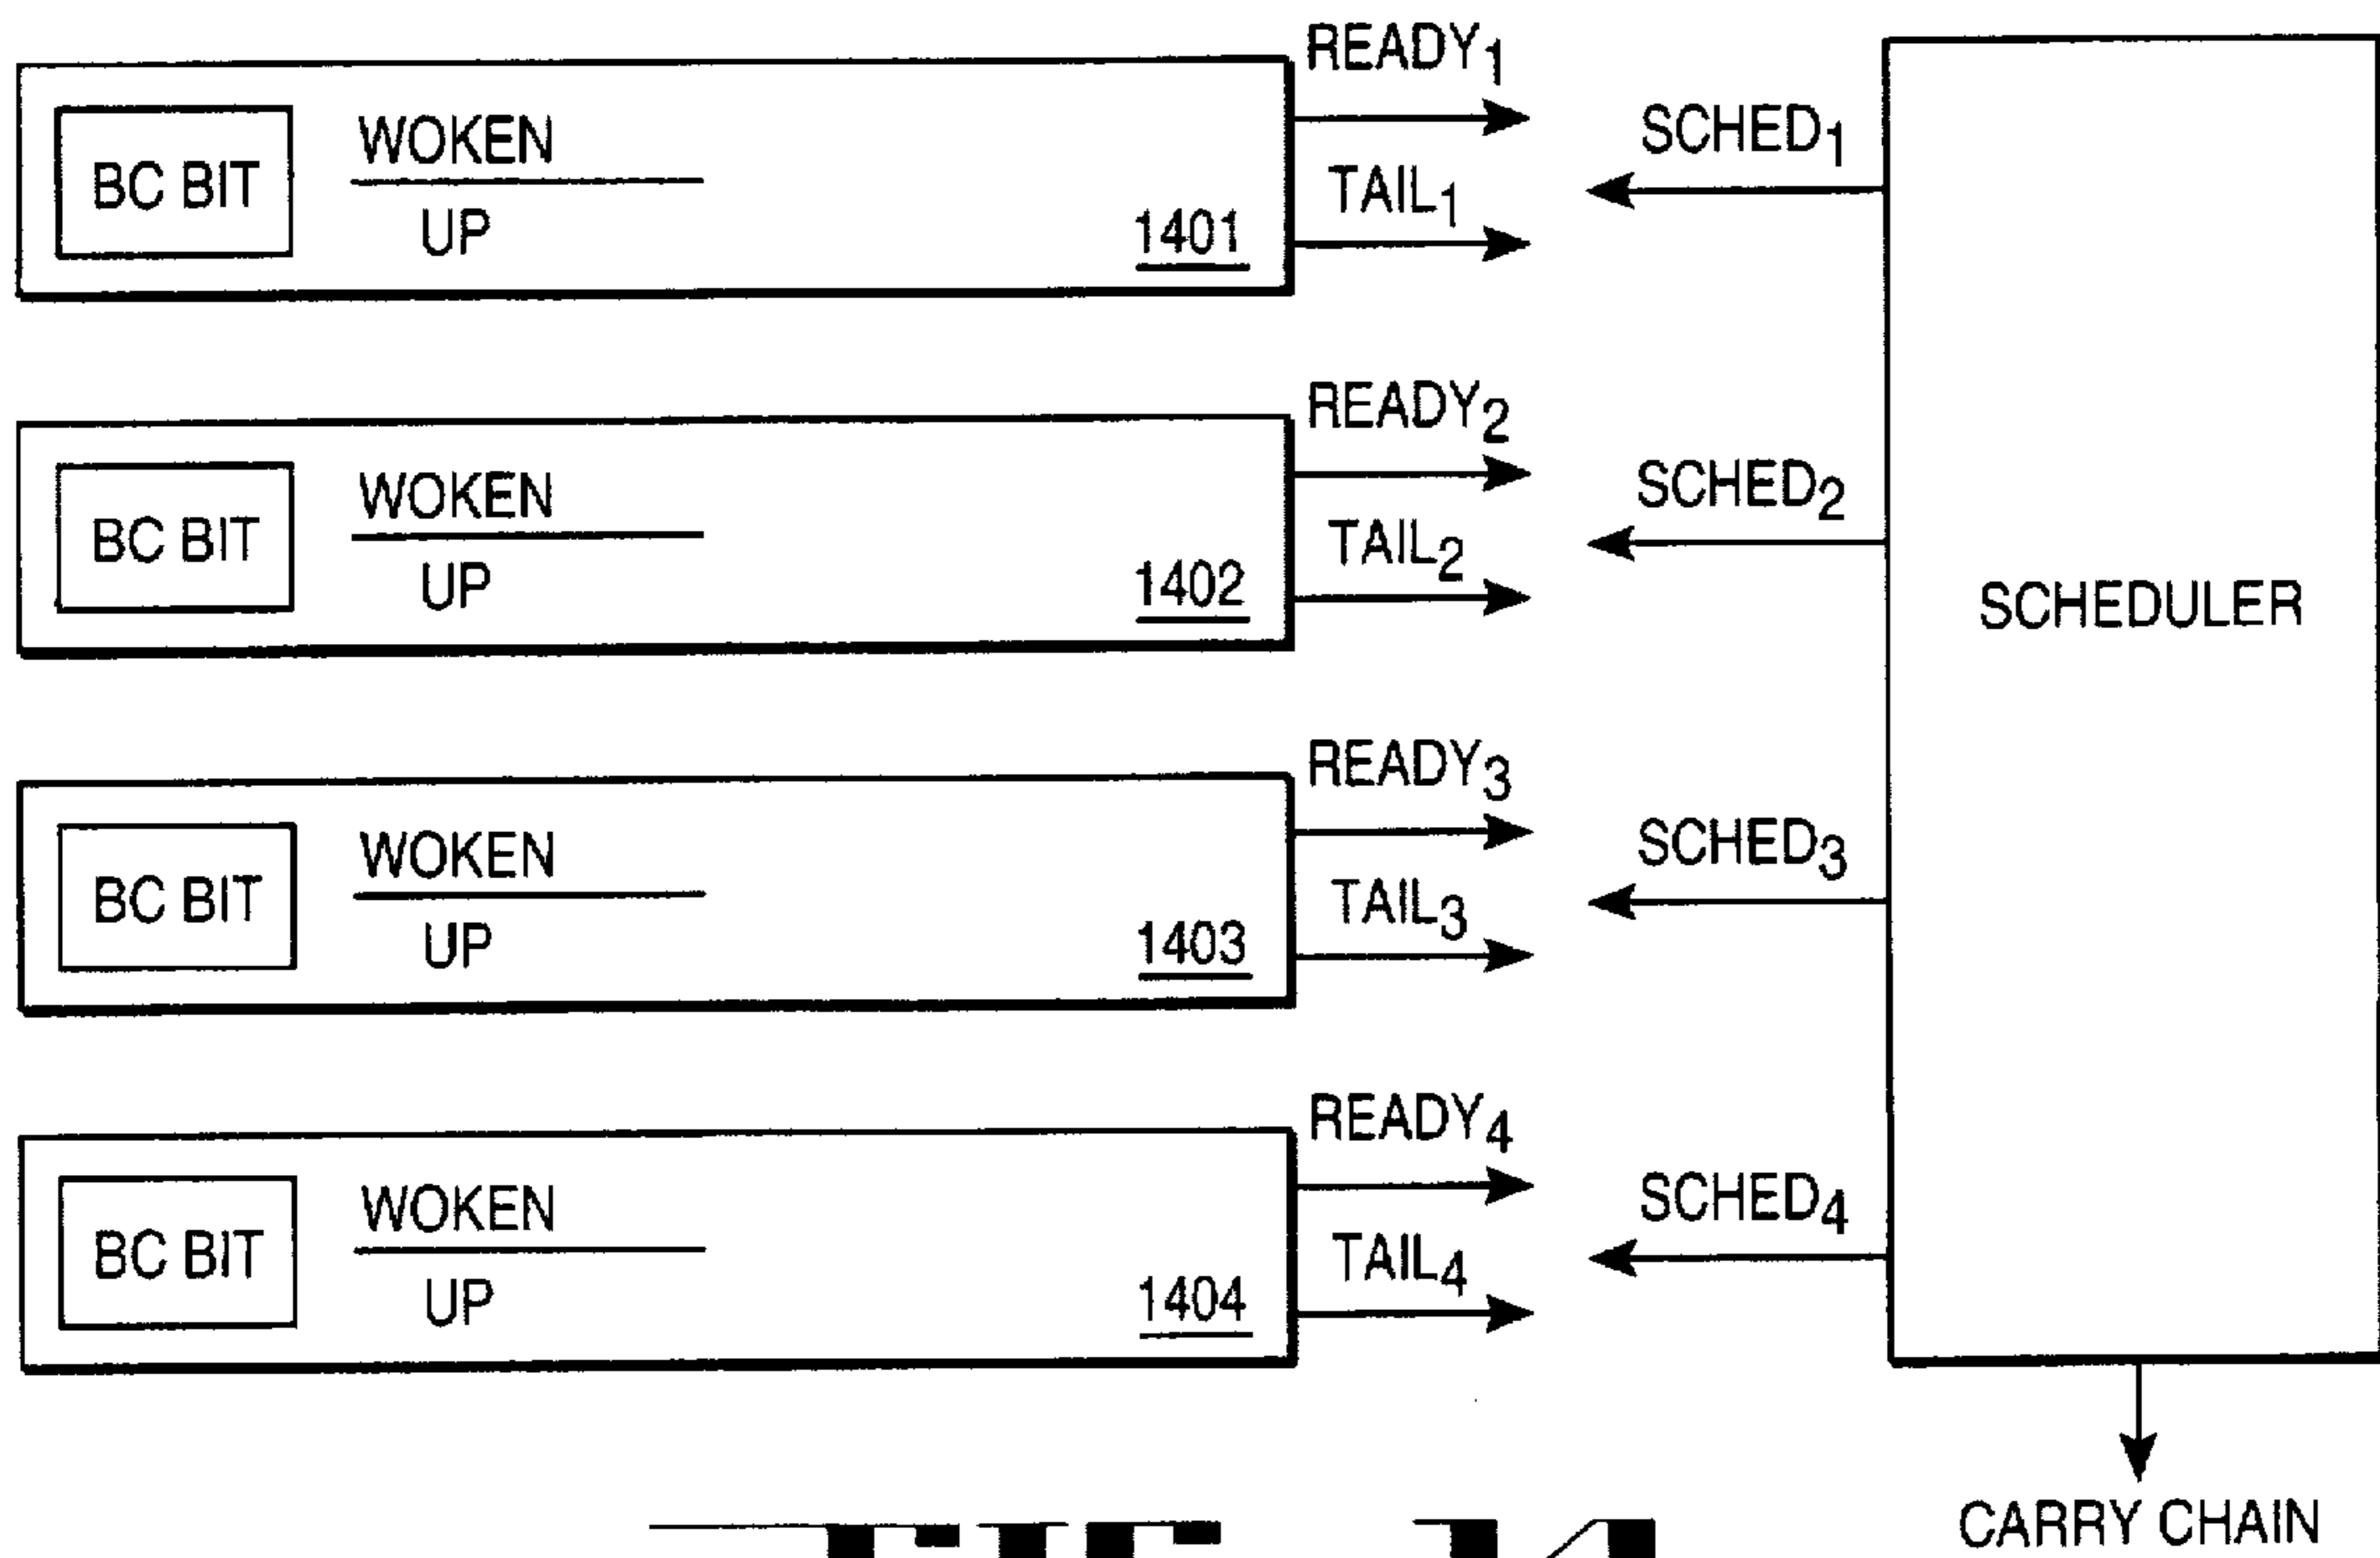 READY1
BC BIT
WOKEN
UP
1401
TAIL1
SCHED1
READY2
BC BIT
WOKEN
UP
1402
TAIL2
SCHED2
SCHEDULER
READY3
BC BIT
WOKEN
UP
1403
TAIL3
SCHED3
READY4
BC BIT
WOKEN
UP
1404
TAIL4
SCHED4
CARRY CHAIN